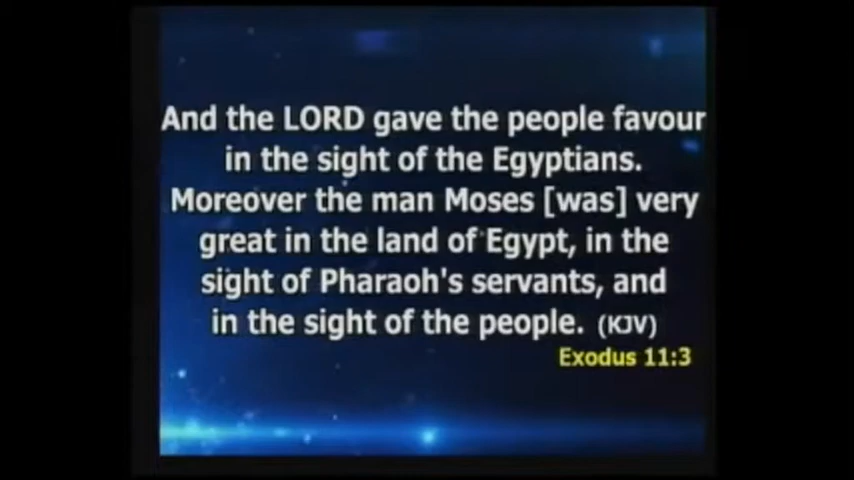 And the LORD gave the people favour
in the sight of the Egyptians.
Moreover the man Moses [was] very
great in the land of Egypt, in the
sight of Pharaoh's servants, and
in the sight of the people. (KJV)
Exodus 11:3